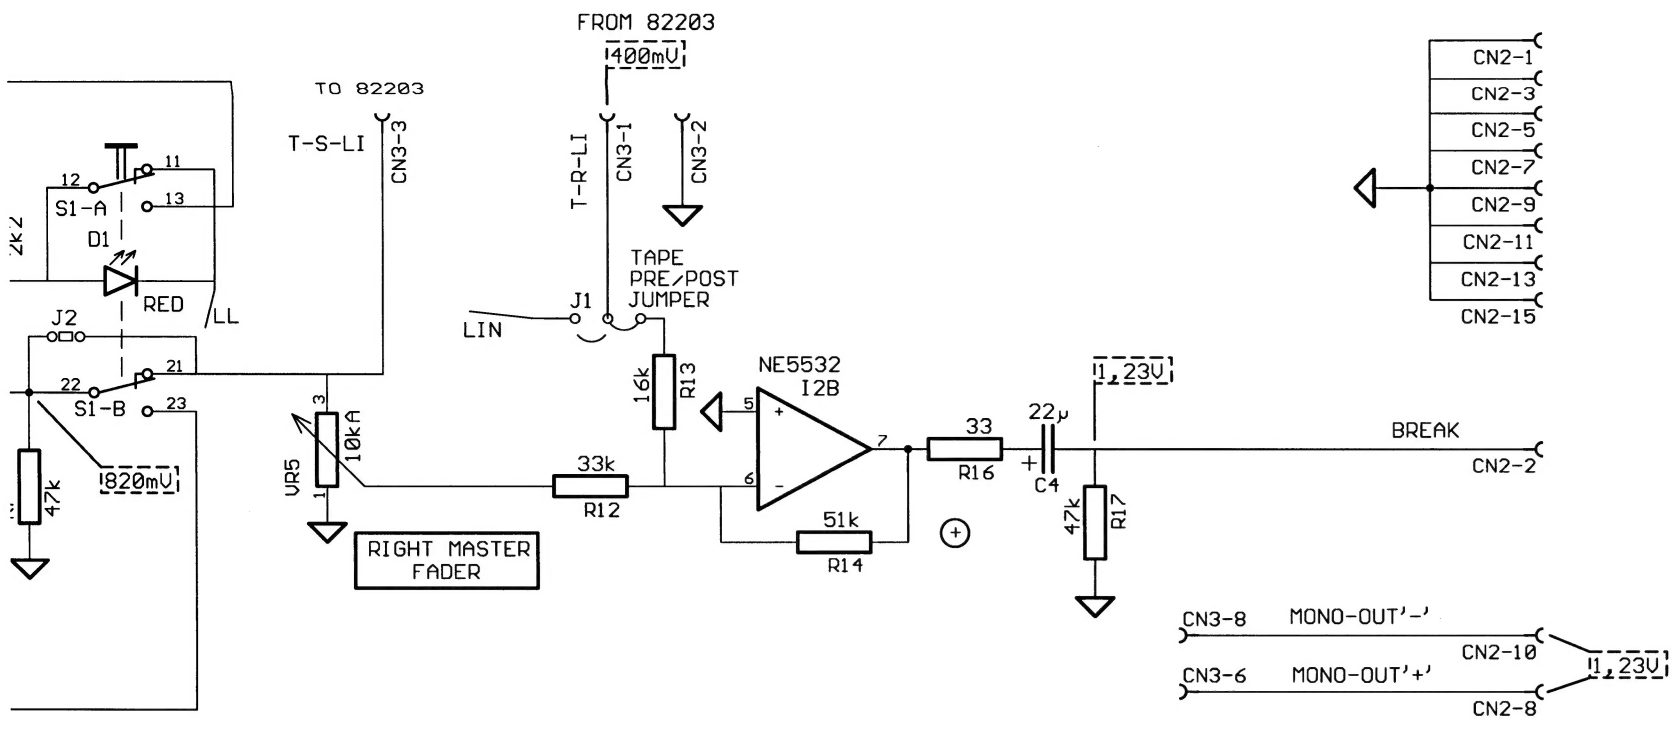 FROM 82203
400mV
TO 82203
T-S-LI
CN3-3
T-R-LI
CN3-1
CN3-2
CN2-1
CN2-3
CN2-5
CN2-7
CN2-9
CN2-11
CN2-13
CN2-15
11
12
13
S1-A
2k2
D1
RED
LL
J2
21
22
23
S1-B
820mV
47k
TAPE
PRE/POST
JUMPER
J1
LIN
3
10kA
VR5
1
RIGHT MASTER
FADER
16k
R13
33k
R12
NE5532
I2B
5
+
6
-
7
51k
R14
33
R16
22µ
+
C4
+
1,23V
47k
R17
BREAK
CN2-2
CN3-8
MONO-OUT'-'
CN2-10
CN3-6
MONO-OUT'+'
CN2-8
1,23V